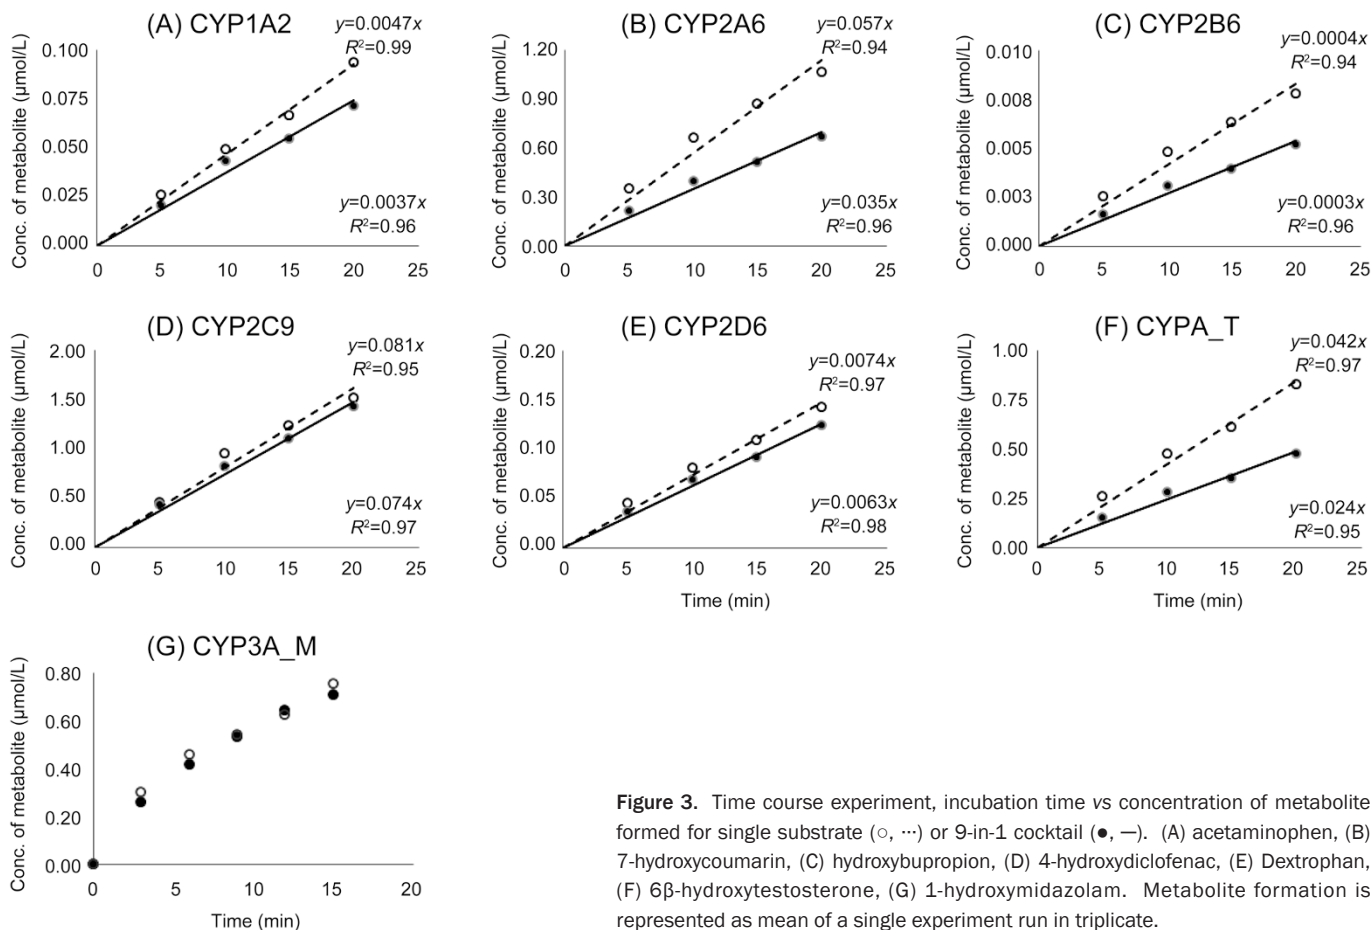 (A) CYP1A2
y=0.0047x
R²=0.99
Conc. of metabolite (µmol/L)
0.100
0.075
0.050
0.025
0.000
y=0.0037x
R²=0.96
0 5 10 15 20 25
(B) CYP2A6
y=0.057x
R²=0.94
Conc. of metabolite (µmol/L)
1.20
0.90
0.60
0.30
0.00
y=0.035x
R²=0.96
0 5 10 15 20 25
(C) CYP2B6
y=0.0004x
R²=0.94
Conc. of metabolite (µmol/L)
0.010
0.008
0.005
0.003
0.000
y=0.0003x
R²=0.96
0 5 10 15 20 25
(D) CYP2C9
y=0.081x
R²=0.95
Conc. of metabolite (µmol/L)
2.00
1.50
1.00
0.50
0.00
y=0.074x
R²=0.97
0 5 10 15 20 25
(E) CYP2D6
y=0.0074x
R²=0.97
Conc. of metabolite (µmol/L)
0.20
0.15
0.10
0.05
0.00
y=0.0063x
R²=0.98
0 5 10 15 20 25
Time (min)
(F) CYPA_T
y=0.042x
R²=0.97
Conc. of metabolite (µmol/L)
1.00
0.75
0.50
0.25
0.00
y=0.024x
R²=0.95
0 5 10 15 20 25
Time (min)
(G) CYP3A_M
Conc. of metabolite (µmol/L)
0.80
0.60
0.40
0.20
0.00
0 5 10 15 20
Time (min)
Figure 3. Time course experiment, incubation time vs concentration of metabolite
formed for single substrate (○, ···) or 9-in-1 cocktail (●, —). (A) acetaminophen, (B)
7-hydroxycoumarin, (C) hydroxybupropion, (D) 4-hydroxydiclofenac, (E) Dextrophan,
(F) 6β-hydroxytestosterone, (G) 1-hydroxymidazolam. Metabolite formation is
represented as mean of a single experiment run in triplicate.